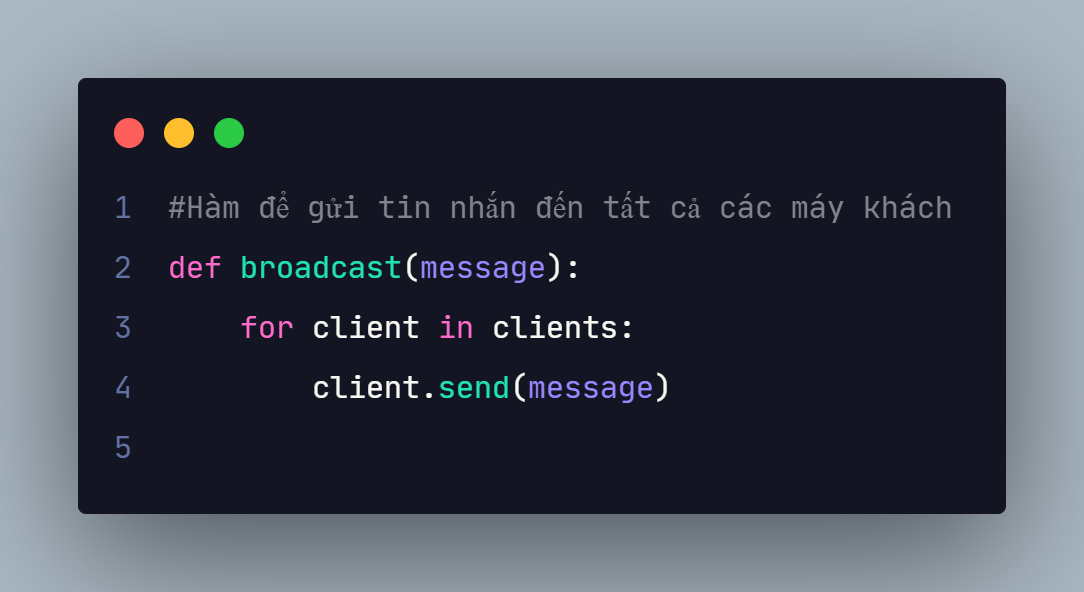 1 #Hàm để gửi tin nhắn đến tất cả các máy khách
2 def broadcast(message):
3     for client in clients:
4         client.send(message)
5